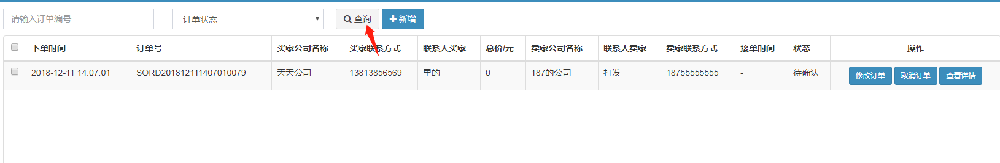 请输入订单编号 订单状态 查询 新增
下单时间 订单号 买家公司名称 买家联系方式 联系人买家 总价/元 卖家公司名称 联系人卖家 卖家联系方式 接单时间 状态 操作
2018-12-11 14:07:01 SORD201812111407010079 天天公司 13813856569 里的 0 187的公司 打发 18755555555 - 待确认 修改订单 取消订单 查看详情